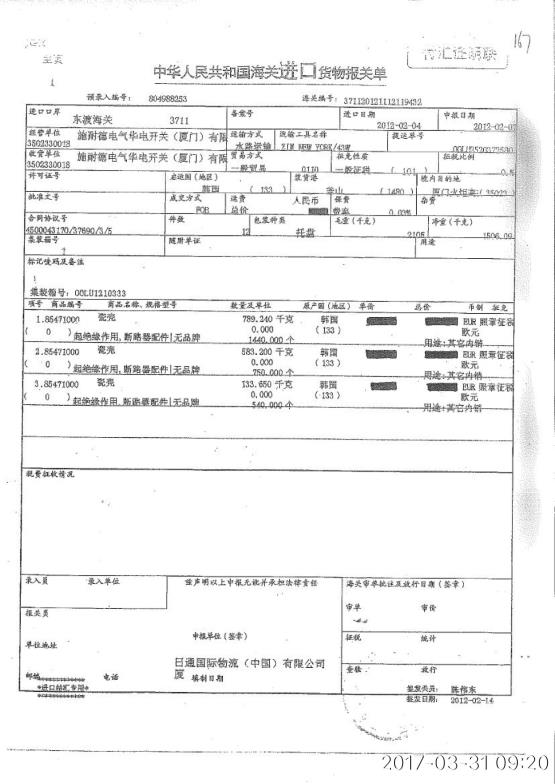 167
付汇证明联
中华人民共和国海关进口货物报关单
预录入编号： 804988253 海关编号：371120121112119432
进口口岸 备案号 进口日期 申报日期
东渡海关 3711 2012-02-04
经营单位 施耐德电气华电开关（厦门）有限 运输方式 运输工具名称 提运单号
3502330018 水路运输 ZIM NEW YORK/43W
收货单位 施耐德电气华电开关（厦门）有限 贸易方式 征免性质 征税比例
3502330018 一般贸易 0110 一般征税 ( 101 )
许可证号 启运国（地区） 装货港 境内目的地
韩国 ( 133 ) 釜山 ( 1480 )
批准文号 成交方式 运费 人民币 保费 杂费
FOB 总价 费率 0.03%
合同协议号 件数 包装种类 毛重（千克） 净重（千克）
4500043170/37690/3/5 12 托盘 2105 1506.09
集装箱号 随附单证 用途
1
标记唛码及备注
集装箱号：OOLU1210333
项号 商品编号 商品名称、规格型号 数量及单位 原产国（地区） 单价 总价 币制 征免
1.85471000 瓷壳 789.240 千克 韩国 EUR 照章征税
( 0 ) 0.000 (133) 欧元
起绝缘作用,断路器配件|无品牌 1440.000 个 用途:其它内销
2.85471000 瓷壳 583.200 千克 韩国 EUR 照章征税
( 0 ) 0.000 (133) 欧元
起绝缘作用,断路器配件|无品牌 750.000 个 用途:其它内销
3.85471000 瓷壳 133.650 千克 韩国 EUR 照章征税
( 0 ) 0.000 (133) 欧元
起绝缘作用,断路器配件|无品牌 540.000 个 用途:其它内销
税费征收情况
录入员 录入单位 兹声明以上申报无讹并承担法律责任 海关审单批注及放行日期（签章）
审单 审价
报关员
申报单位（签章） 征税 统计
单位地址
日通国际物流（中国）有限公司
厦 查验 放行
邮编 电话 填制日期
*进口付汇专用* 签发关员： 陈伟东
签发日期： 2012-02-14
2017-03-31 09:20